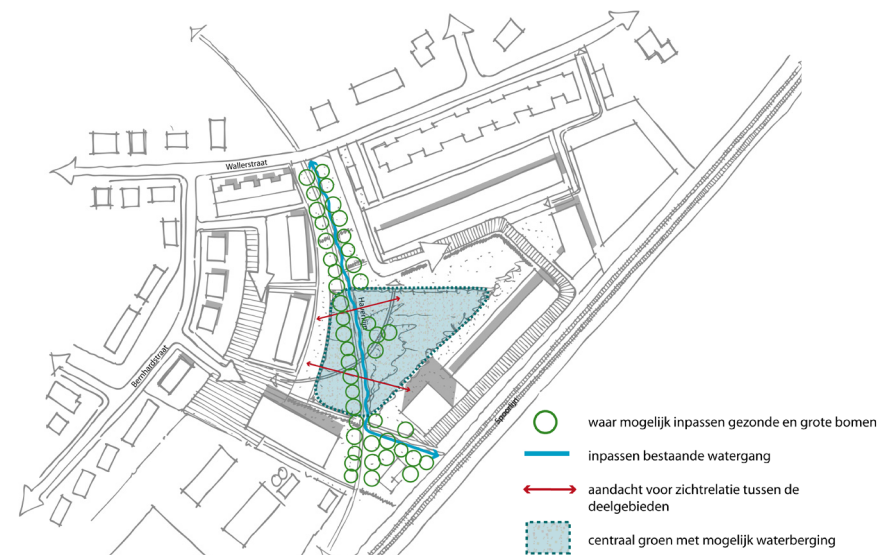 Wallerstraat
Bernhardstraat
Spoorlijn
waar mogelijk inpassen gezonde en grote bomen
inpassen bestaande watergang
aandacht voor zichtrelatie tussen de
deelgebieden
centraal groen met mogelijk waterberging